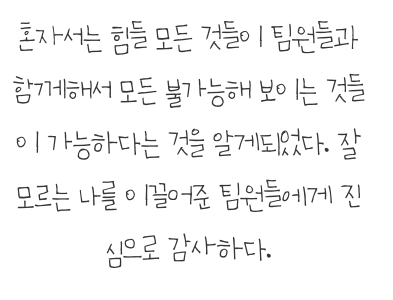 혼자서는 힘들 모든 것들이 팀원들과
함께해서 모든 불가능해 보이는 것들
이 가능하다는 것을 알게되었다. 잘
모르는 나를 이끌어준 팀원들에게 진
심으로 감사하다.